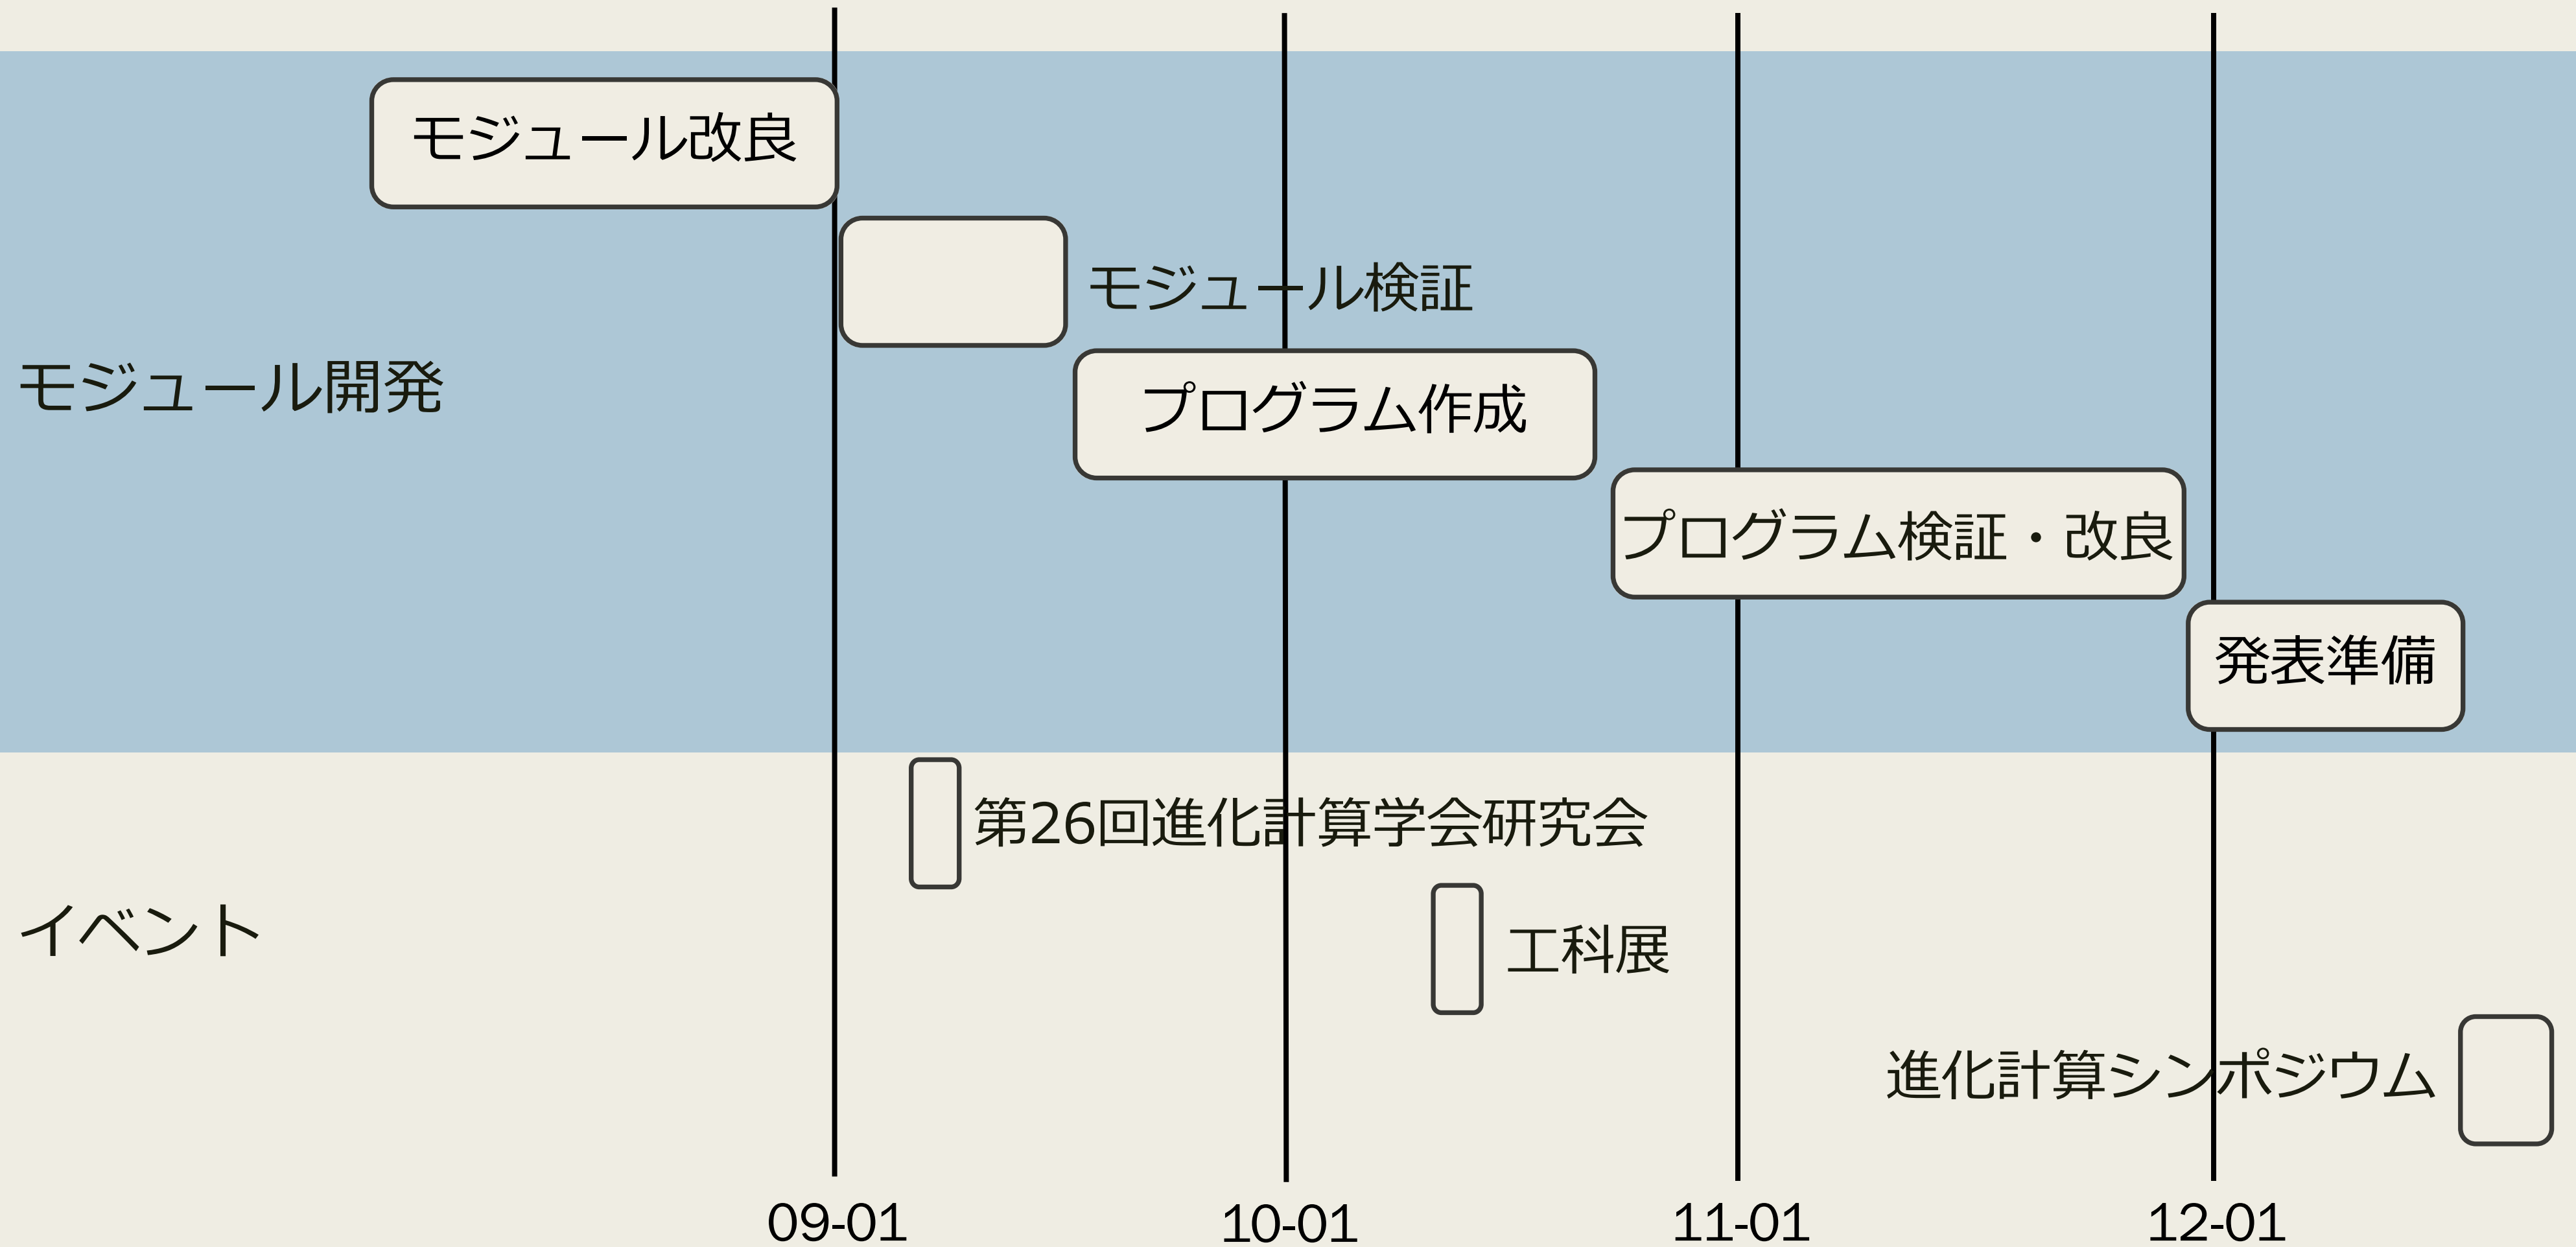 モジュール改良
モジュール検証
モジュール開発
プログラム作成
プログラム検証・改良
発表準備
第26回進化計算学会研究会
イベント
工科展
進化計算シンポジウム
09-01
10-01
11-01
12-01